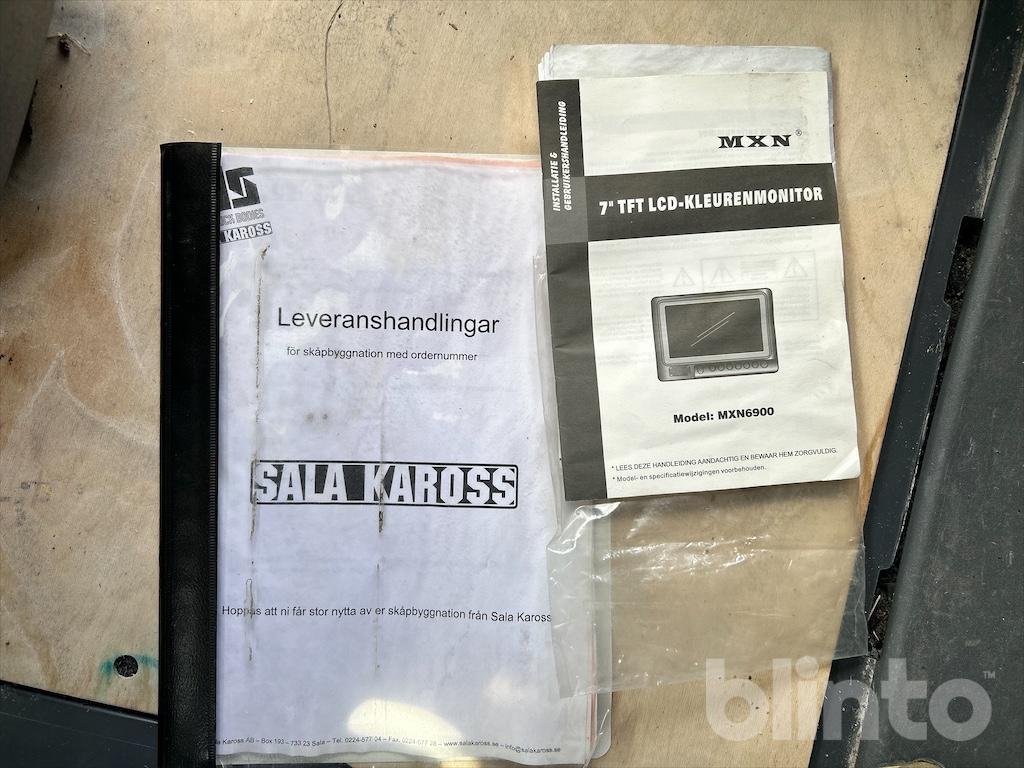 CH BODIES
KAROSS
Leveranshandlingar
för skåpbyggnation med ordernummer
SALA KAROSS
Hoppas att ni får stor nytta av er skåpbyggnation från Sala Kaross
Kaross AB – Box 193 – 733 23 Sala – Tel. 0224-577 04 – Fax. 0224-577 28 – www.salakaross.se – info@salakaross.se
INSTALLATIE &
GEBRUIKERSHANDLEIDING
MXN®
7" TFT LCD-KLEURENMONITOR
Model: MXN6900
* LEES DEZE HANDLEIDING AANDACHTIG EN BEWAAR HEM ZORGVULDIG.
* Model- en specificatiewijzigingen voorbehouden.
blinto™